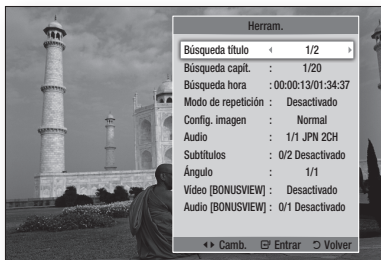 Herram.
Búsqueda título ◄ 1/2 ►
Búsqueda capít. : 1/20
Búsqueda hora : 00:00:13/01:34:37
Modo de repetición : Desactivado
Config. imagen : Normal
Audio : 1/1 JPN 2CH
Subtítulos : 0/2 Desactivado
Ángulo : 1/1
Vídeo [BONUSVIEW] : Desactivado
Audio [BONUSVIEW] : 0/1 Desactivado
◄► Camb. Entrar Volver